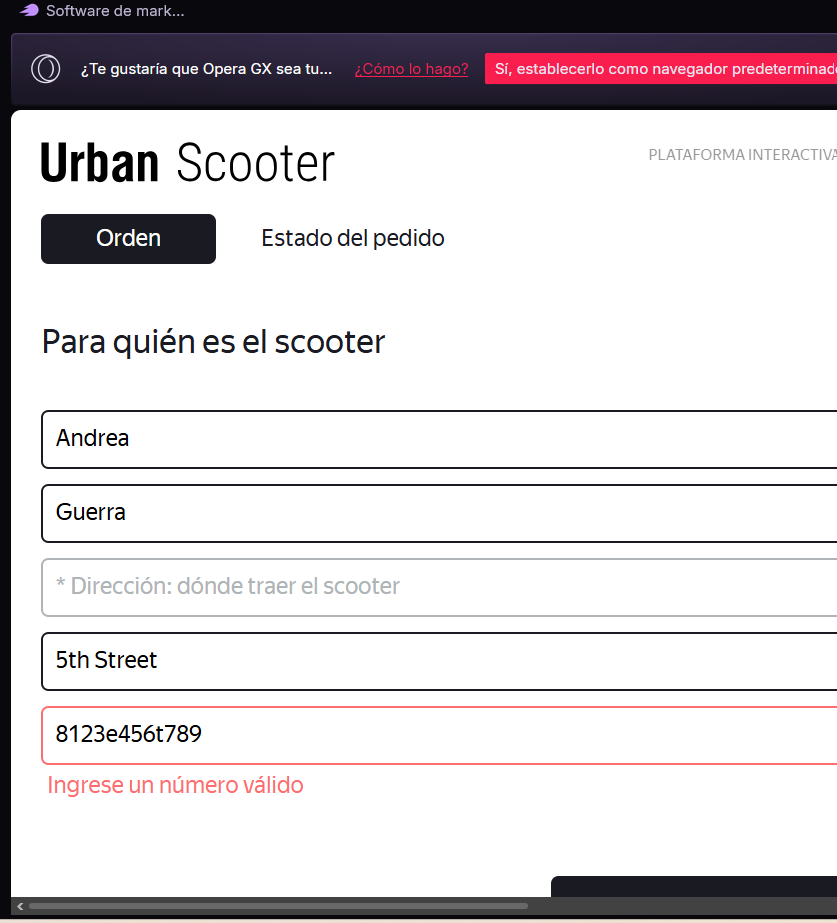 Software de mark...
¿Te gustaría que Opera GX sea tu... ¿Cómo lo hago? Sí, establecerlo como navegador predeterminado
Urban Scooter PLATAFORMA INTERACTIVA
Orden Estado del pedido
Para quién es el scooter
Andrea
Guerra
* Dirección: dónde traer el scooter
5th Street
8123e456t789
Ingrese un número válido